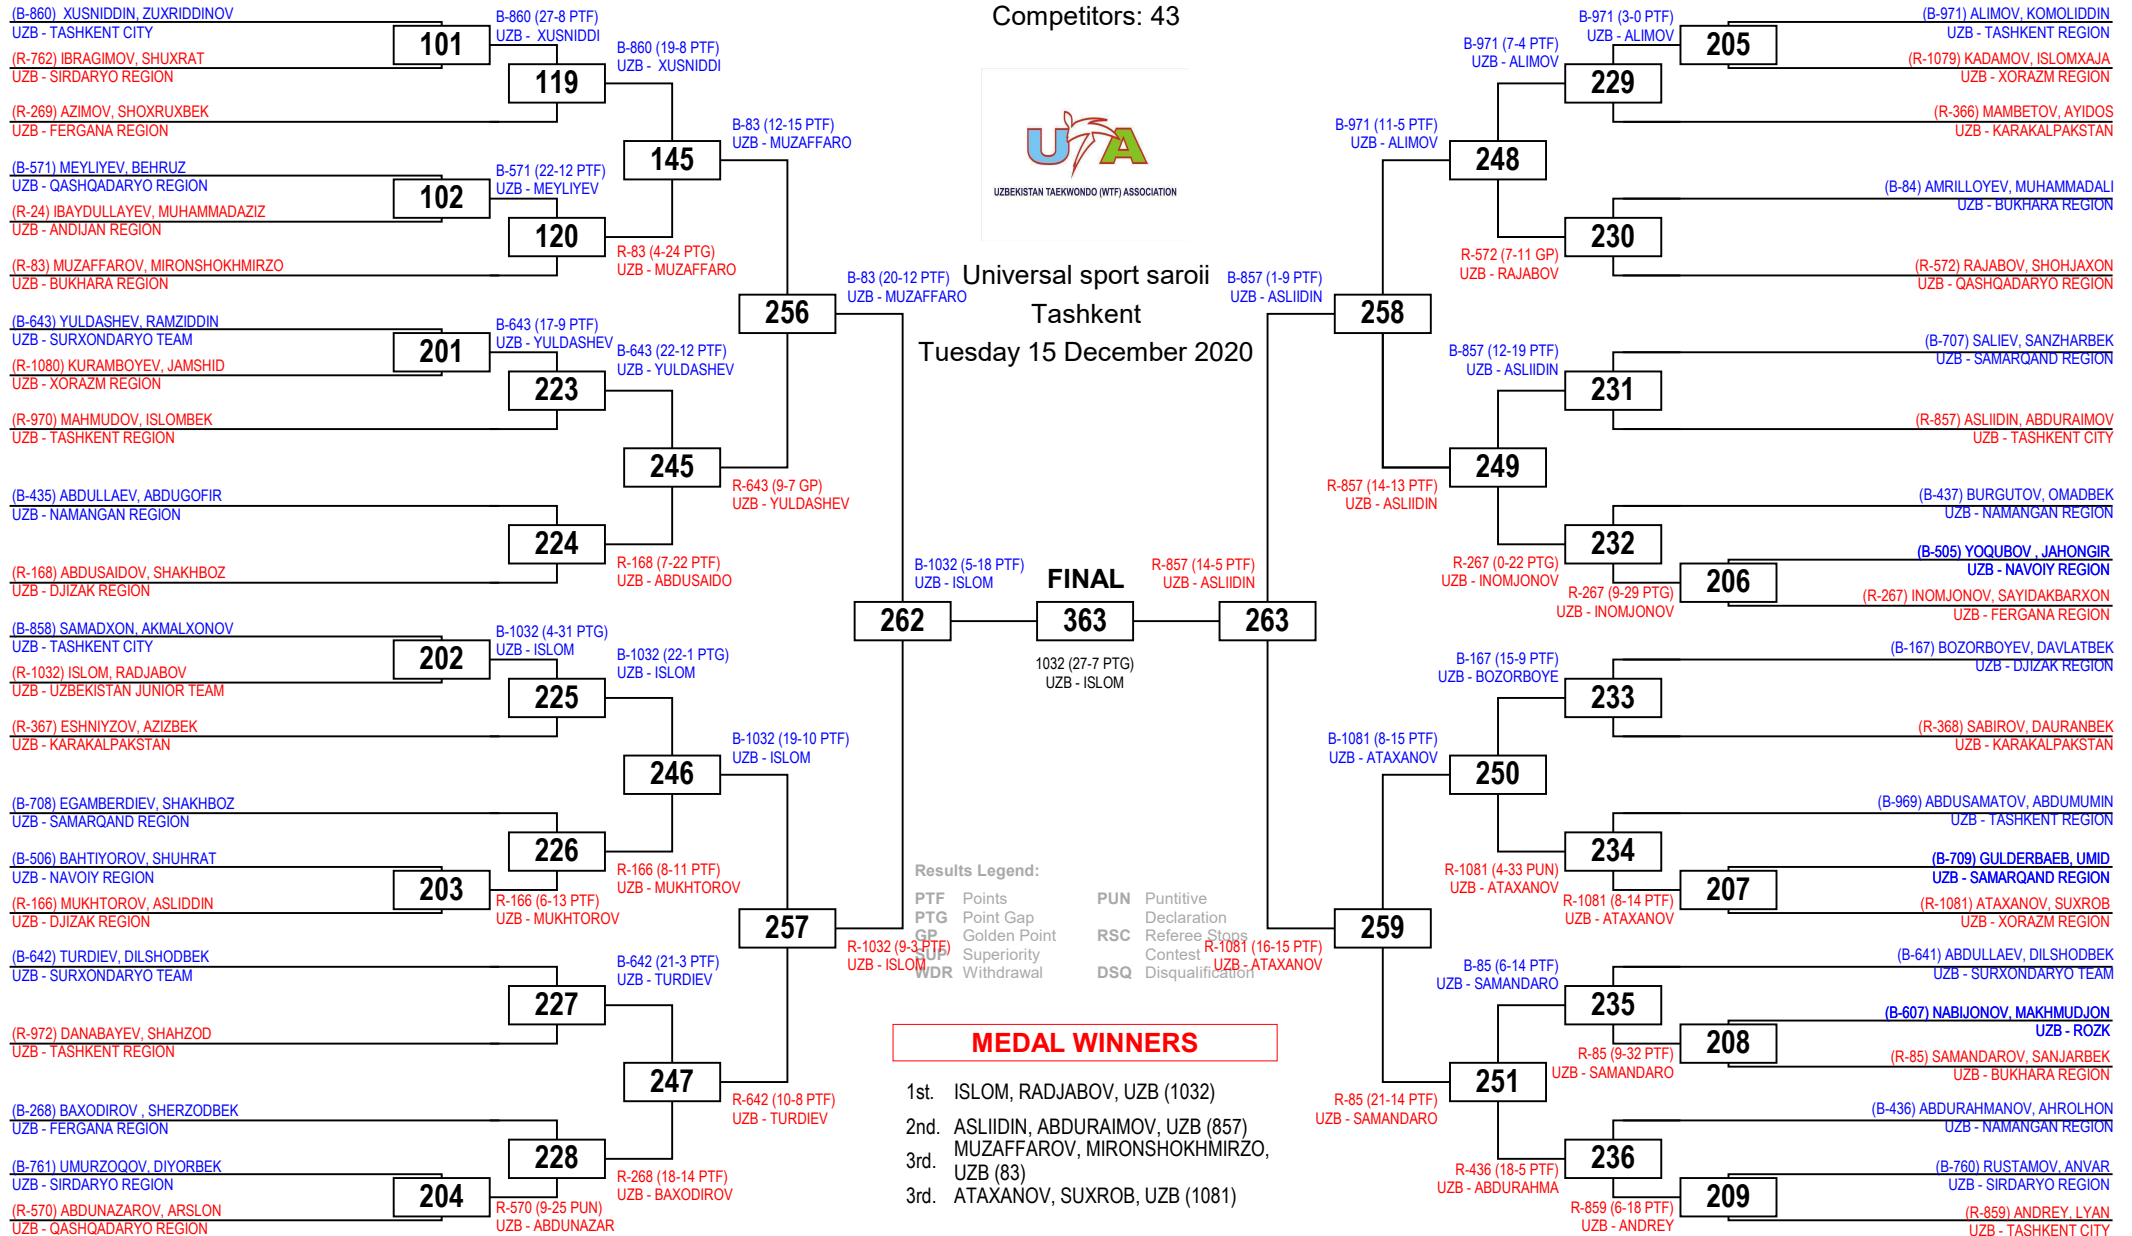 Competitors: 43
UTA
UZBEKISTAN TAEKWONDO (WTF) ASSOCIATION
Universal sport saroii
Tashkent
Tuesday 15 December 2020
(B-860)  XUSNIDDIN, ZUXRIDDINOV
UZB - TASHKENT CITY
(R-762) IBRAGIMOV, SHUXRAT
UZB - SIRDARYO REGION
(R-269) AZIMOV, SHOXRUXBEK
UZB - FERGANA REGION
(B-571) MEYLIYEV, BEHRUZ
UZB - QASHQADARYO REGION
(R-24) IBAYDULLAYEV, MUHAMMADAZIZ
UZB - ANDIJAN REGION
(R-83) MUZAFFAROV, MIRONSHOKHMIRZO
UZB - BUKHARA REGION
(B-643) YULDASHEV, RAMZIDDIN
UZB - SURXONDARYO TEAM
(R-1080) KURAMBOYEV, JAMSHID
UZB - XORAZM REGION
(R-970) MAHMUDOV, ISLOMBEK
UZB - TASHKENT REGION
(B-435) ABDULLAEV, ABDUGOFIR
UZB - NAMANGAN REGION
(R-168) ABDUSAIDOV, SHAKHBOZ
UZB - DJIZAK REGION
(B-858) SAMADXON, AKMALXONOV
UZB - TASHKENT CITY
(R-1032) ISLOM, RADJABOV
UZB - UZBEKISTAN JUNIOR TEAM
(R-367) ESHNIYZOV, AZIZBEK
UZB - KARAKALPAKSTAN
(B-708) EGAMBERDIEV, SHAKHBOZ
UZB - SAMARQAND REGION
(B-506) BAHTIYOROV, SHUHRAT
UZB - NAVOIY REGION
(R-166) MUKHTOROV, ASLIDDIN
UZB - DJIZAK REGION
(B-642) TURDIEV, DILSHODBEK
UZB - SURXONDARYO TEAM
(R-972) DANABAYEV, SHAHZOD
UZB - TASHKENT REGION
(B-268) BAXODIROV , SHERZODBEK
UZB - FERGANA REGION
(B-761) UMURZOQOV, DIYORBEK
UZB - SIRDARYO REGION
(R-570) ABDUNAZAROV, ARSLON
UZB - QASHQADARYO REGION
101
102
201
202
203
204
B-860 (27-8 PTF)
UZB -  XUSNIDDI
B-571 (22-12 PTF)
UZB - MEYLIYEV
B-643 (17-9 PTF)
UZB - YULDASHEV
B-1032 (4-31 PTG)
UZB - ISLOM
R-166 (6-13 PTF)
UZB - MUKHTOROV
R-570 (9-25 PUN)
UZB - ABDUNAZAR
119
120
223
224
225
226
227
228
B-860 (19-8 PTF)
UZB -  XUSNIDDI
R-83 (4-24 PTG)
UZB - MUZAFFARO
B-643 (22-12 PTF)
UZB - YULDASHEV
R-168 (7-22 PTF)
UZB - ABDUSAIDO
B-1032 (22-1 PTG)
UZB - ISLOM
R-166 (8-11 PTF)
UZB - MUKHTOROV
B-642 (21-3 PTF)
UZB - TURDIEV
R-268 (18-14 PTF)
UZB - BAXODIROV
145
245
246
247
B-83 (12-15 PTF)
UZB - MUZAFFARO
R-643 (9-7 GP)
UZB - YULDASHEV
B-1032 (19-10 PTF)
UZB - ISLOM
R-642 (10-8 PTF)
UZB - TURDIEV
256
257
B-83 (20-12 PTF)
UZB - MUZAFFARO
R-1032 (9-3 PTF)
UZB - ISLOM
262
B-1032 (5-18 PTF)
UZB - ISLOM
FINAL
363
1032 (27-7 PTG)
UZB - ISLOM
R-857 (14-5 PTF)
UZB - ASLIIDIN
263
B-857 (1-9 PTF)
UZB - ASLIIDIN
R-1081 (16-15 PTF)
UZB - ATAXANOV
258
259
B-971 (11-5 PTF)
UZB - ALIMOV
R-857 (14-13 PTF)
UZB - ASLIIDIN
B-1081 (8-15 PTF)
UZB - ATAXANOV
R-85 (21-14 PTF)
UZB - SAMANDARO
248
249
250
251
B-971 (7-4 PTF)
UZB - ALIMOV
R-572 (7-11 GP)
UZB - RAJABOV
B-857 (12-19 PTF)
UZB - ASLIIDIN
R-267 (0-22 PTG)
UZB - INOMJONOV
B-167 (15-9 PTF)
UZB - BOZORBOYE
R-1081 (4-33 PUN)
UZB - ATAXANOV
B-85 (6-14 PTF)
UZB - SAMANDARO
R-436 (18-5 PTF)
UZB - ABDURAHMA
229
230
231
232
233
234
235
236
B-971 (3-0 PTF)
UZB - ALIMOV
R-267 (9-29 PTG)
UZB - INOMJONOV
R-1081 (8-14 PTF)
UZB - ATAXANOV
R-85 (9-32 PTF)
UZB - SAMANDARO
R-859 (6-18 PTF)
UZB - ANDREY
205
206
207
208
209
(B-971) ALIMOV, KOMOLIDDIN
UZB - TASHKENT REGION
(R-1079) KADAMOV, ISLOMXAJA
UZB - XORAZM REGION
(R-366) MAMBETOV, AYIDOS
UZB - KARAKALPAKSTAN
(B-84) AMRILLOYEV, MUHAMMADALI
UZB - BUKHARA REGION
(R-572) RAJABOV, SHOHJAXON
UZB - QASHQADARYO REGION
(B-707) SALIEV, SANZHARBEK
UZB - SAMARQAND REGION
(R-857) ASLIIDIN, ABDURAIMOV
UZB - TASHKENT CITY
(B-437) BURGUTOV, OMADBEK
UZB - NAMANGAN REGION
(B-505) YOQUBOV , JAHONGIR
UZB - NAVOIY REGION
(R-267) INOMJONOV, SAYIDAKBARXON
UZB - FERGANA REGION
(B-167) BOZORBOYEV, DAVLATBEK
UZB - DJIZAK REGION
(R-368) SABIROV, DAURANBEK
UZB - KARAKALPAKSTAN
(B-969) ABDUSAMATOV, ABDUMUMIN
UZB - TASHKENT REGION
(B-709) GULDERBAEB, UMID
UZB - SAMARQAND REGION
(R-1081) ATAXANOV, SUXROB
UZB - XORAZM REGION
(B-641) ABDULLAEV, DILSHODBEK
UZB - SURXONDARYO TEAM
(B-607) NABIJONOV, MAKHMUDJON
UZB - ROZK
(R-85) SAMANDAROV, SANJARBEK
UZB - BUKHARA REGION
(B-436) ABDURAHMANOV, AHROLHON
UZB - NAMANGAN REGION
(B-760) RUSTAMOV, ANVAR
UZB - SIRDARYO REGION
(R-859) ANDREY, LYAN
UZB - TASHKENT CITY
Results Legend:
PTF Points
PTG Point Gap
GP Golden Point
SUP Superiority
WDR Withdrawal
PUN Puntitive
Declaration
RSC Referee Stops
Contest
DSQ Disqualification
MEDAL WINNERS
1st. ISLOM, RADJABOV, UZB (1032)
2nd. ASLIIDIN, ABDURAIMOV, UZB (857)
3rd. MUZAFFAROV, MIRONSHOKHMIRZO,
UZB (83)
3rd. ATAXANOV, SUXROB, UZB (1081)